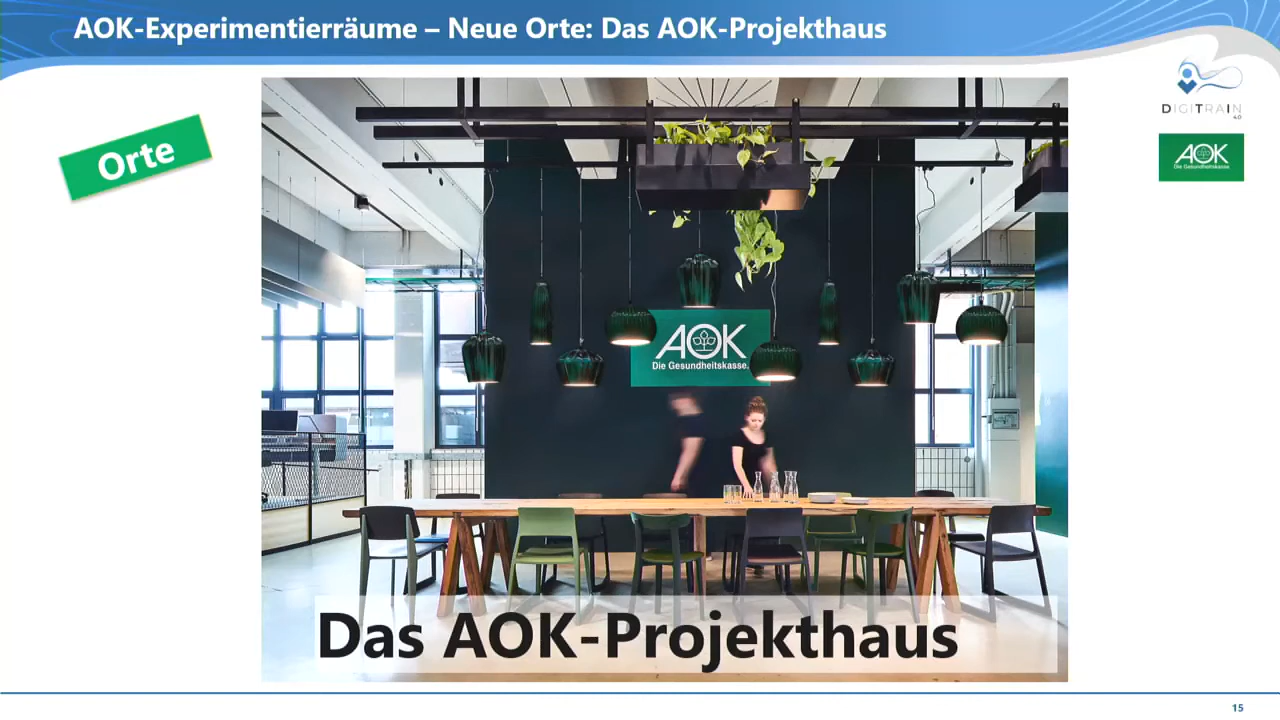 AOK-Experimentierräume – Neue Orte: Das AOK-Projekthaus
DIGITRAIN
4.0
Orte
AOK
Die Gesundheitskasse.
AOK
Die Gesundheitskasse.
Das AOK-Projekthaus
15